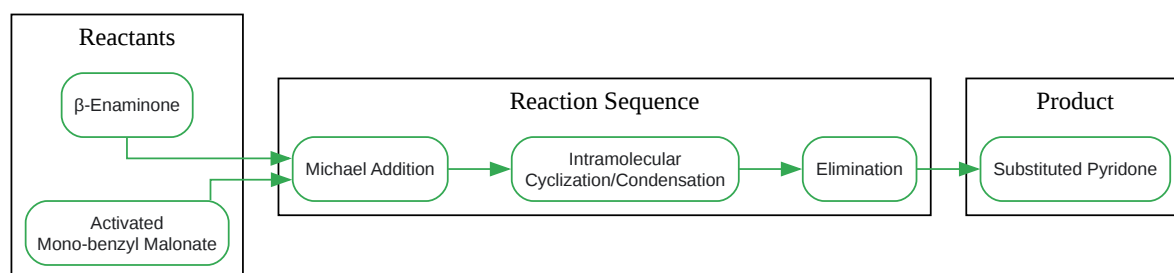 Reactants
β-Enaminone
Activated
Mono-benzyl Malonate
Reaction Sequence
Michael Addition
Intramolecular
Cyclization/Condensation
Elimination
Product
Substituted Pyridone